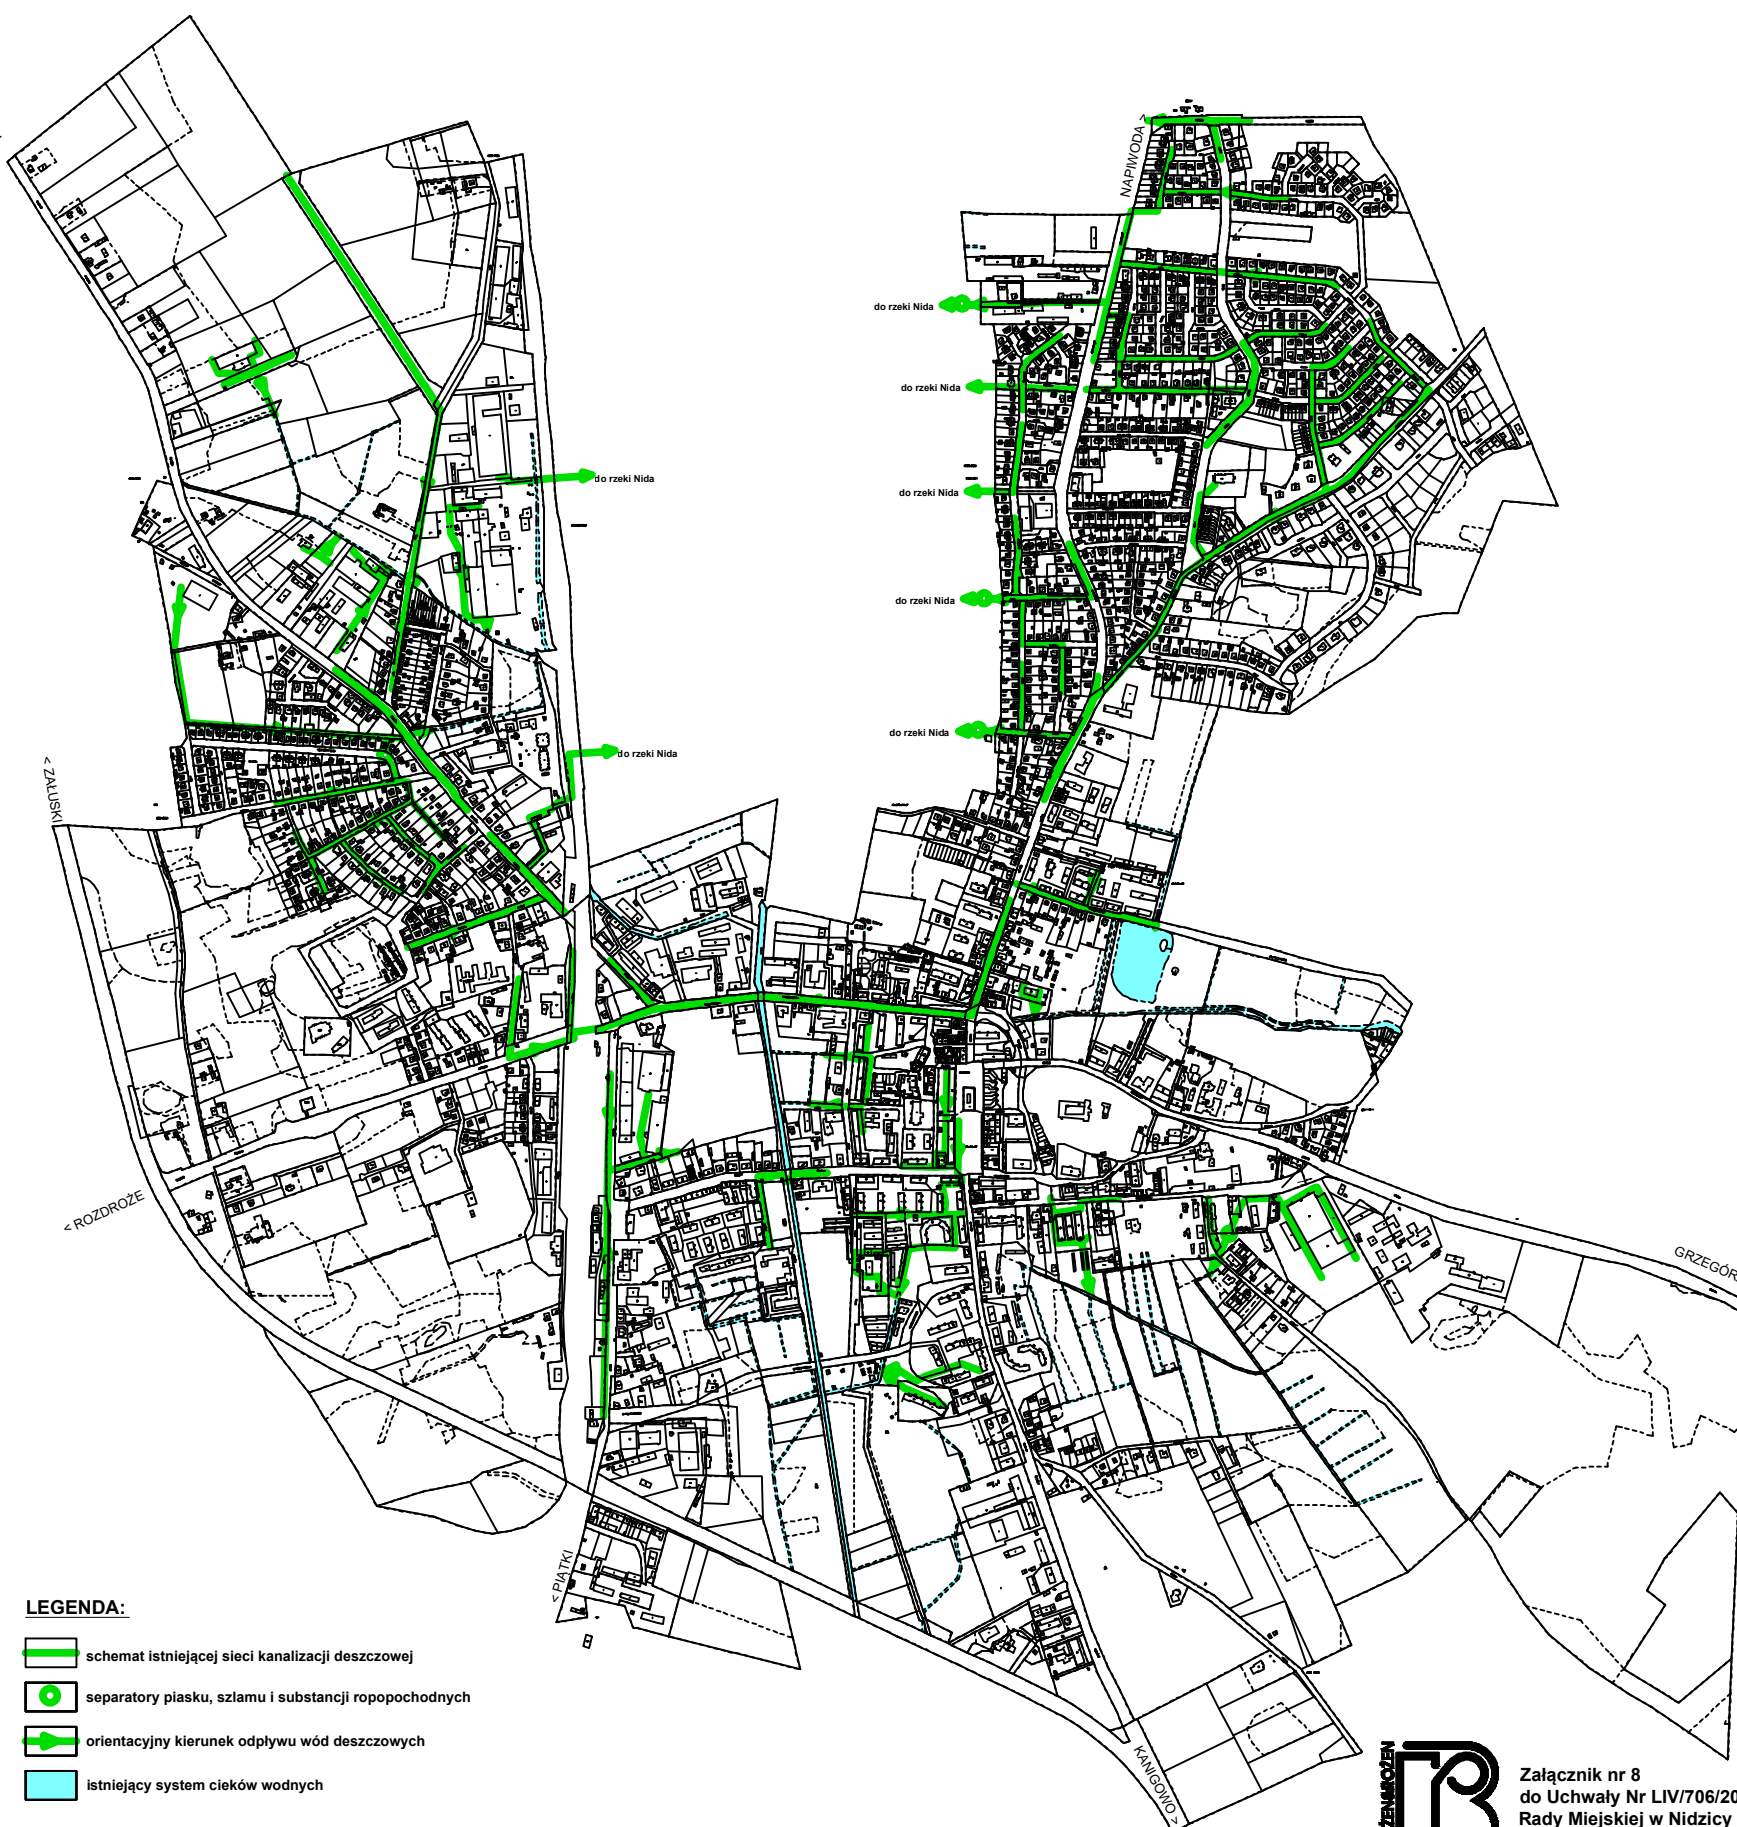 NAPIWODA >
do rzeki Nida
do rzeki Nida
do rzeki Nida
do rzeki Nida
do rzeki Nida
do rzeki Nida
do rzeki Nida
< ZAŁUSKI
< ROZDROŻE
GRZEGÓR
< PIĄTKI
KANIGOWO >
LEGENDA:
schemat istniejącej sieci kanalizacji deszczowej
separatory piasku, szlamu i substancji ropopochodnych
orientacyjny kierunek odpływu wód deszczowych
istniejący system cieków wodnych
Załącznik nr 8
do Uchwały Nr LIV/706/20
Rady Miejskiej w Nidzicy